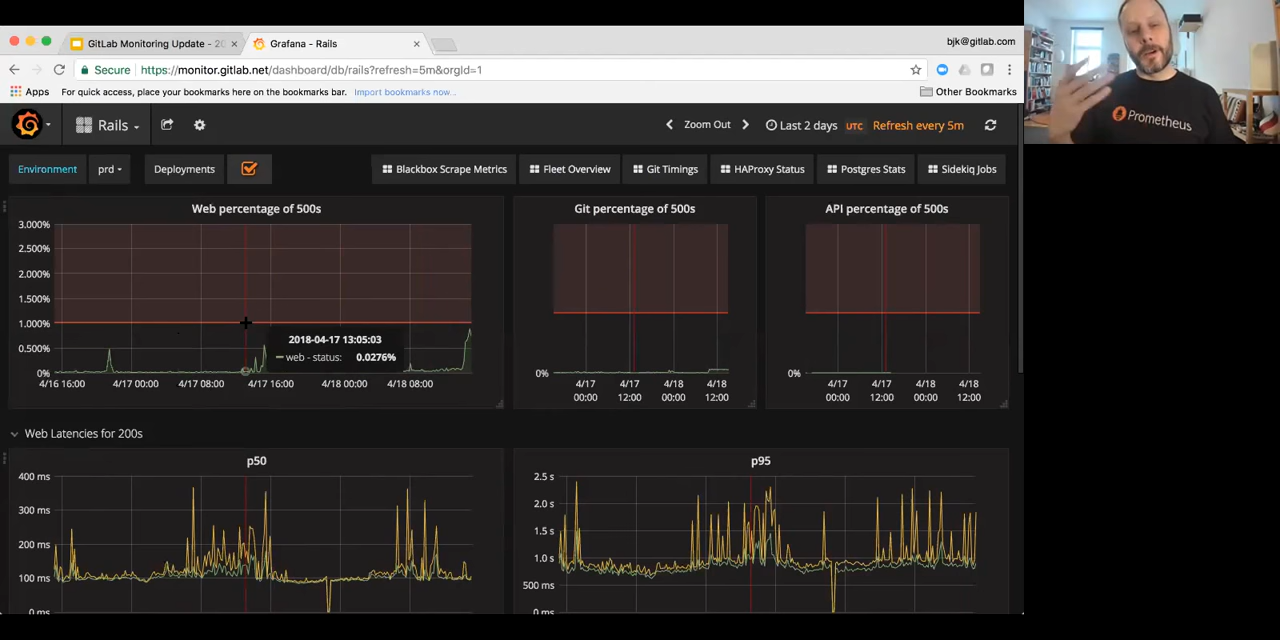 GitLab Monitoring Update - 20
Grafana - Rails
bjk@gitlab.com
Secure
https://monitor.gitlab.net/dashboard/db/rails?refresh=5m&orgId=1
Apps
For quick access, place your bookmarks here on the bookmarks bar. Import bookmarks now...
Other Bookmarks
Rails
Zoom Out
Last 2 days UTC Refresh every 5m
Environment prd Deployments
Blackbox Scrape Metrics Fleet Overview Git Timings HAProxy Status Postgres Stats Sidekiq Jobs
Web percentage of 500s
3.000%
2.500%
2.000%
1.500%
1.000%
0.500%
0%
4/16 16:00 4/17 00:00 4/17 08:00 4/17 16:00 4/18 00:00 4/18 08:00
2018-04-17 13:05:03
web - status: 0.0276%
Git percentage of 500s
0%
4/17 4/17 4/18 4/18
00:00 12:00 00:00 12:00
API percentage of 500s
0%
4/17 4/17 4/18 4/18
00:00 12:00 00:00 12:00
Web Latencies for 200s
p50
400 ms
300 ms
200 ms
100 ms
0 ms
p95
2.5 s
2.0 s
1.5 s
1.0 s
500 ms
0 ms
Prometheus